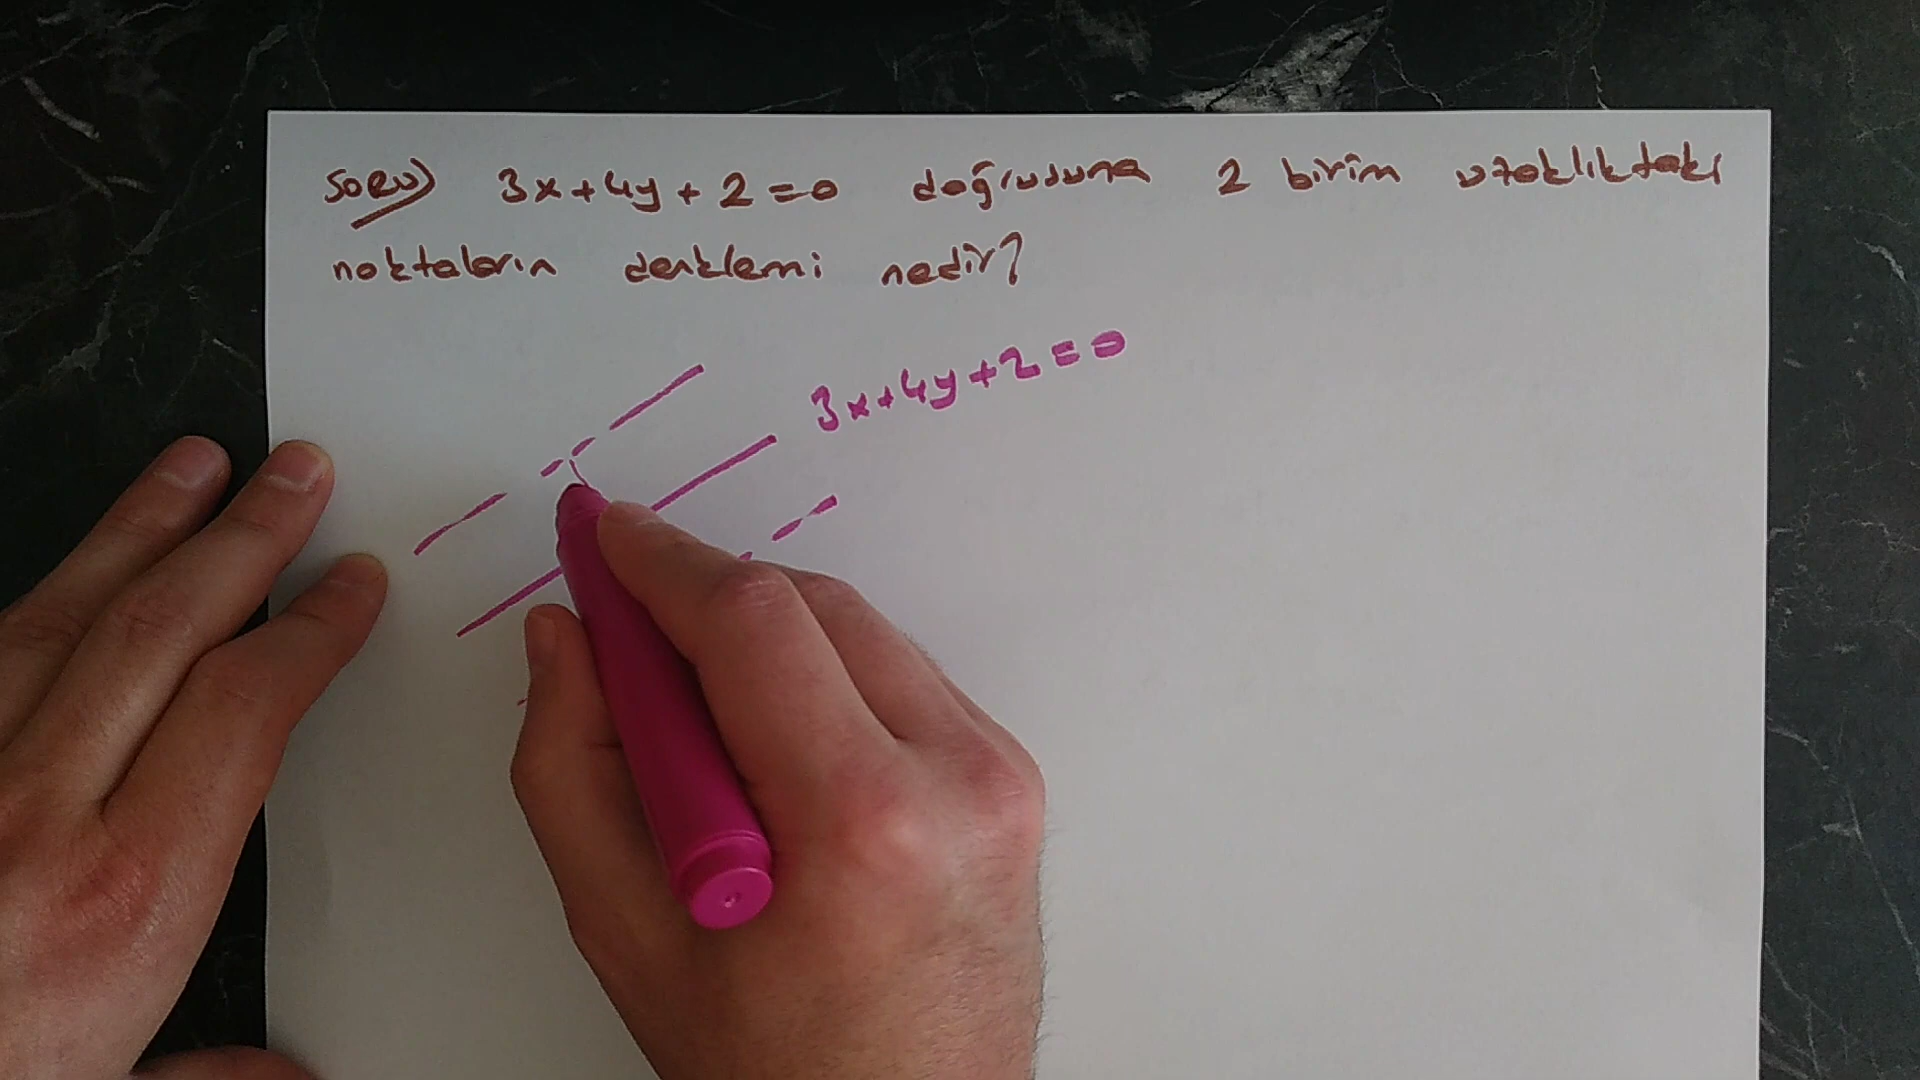 Soru) 3x+4y+2=0 doğrusuna 2 birim uzaklıktaki
noktaların denklemi nedir?
3x+4y+2=0